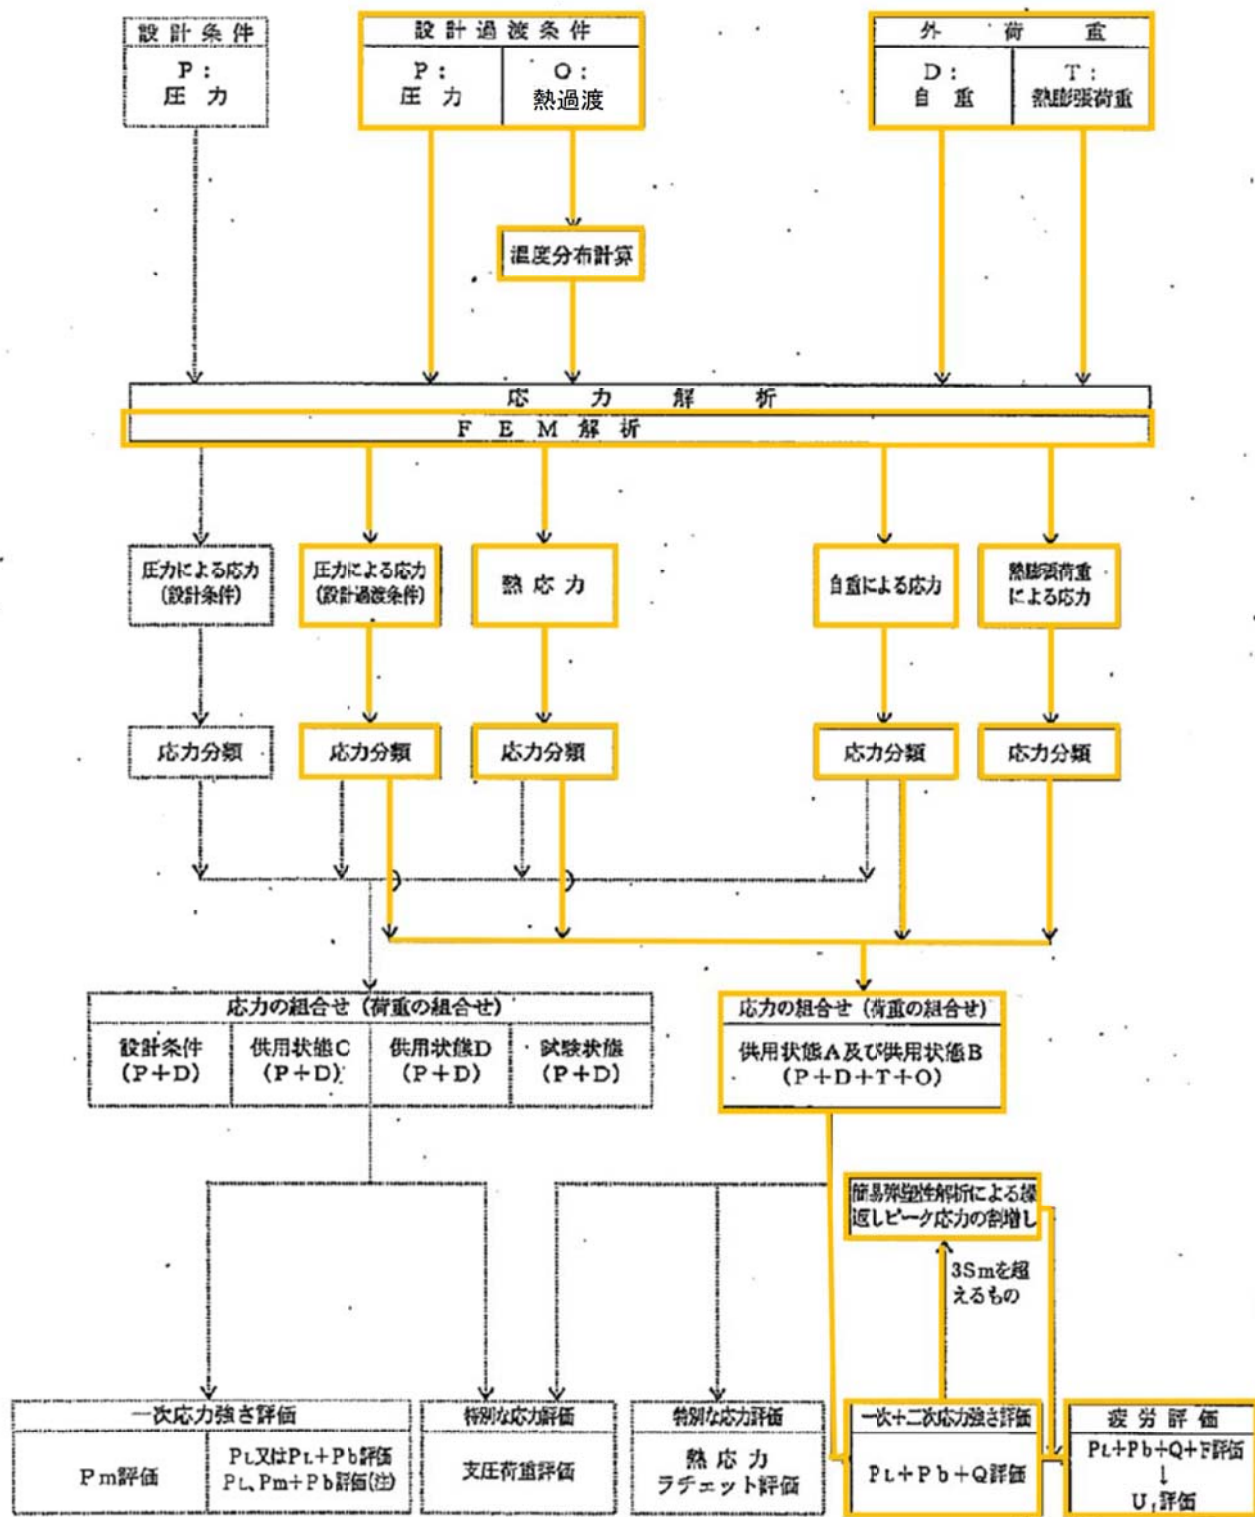 設計条件
P：
圧力
設計過渡条件
P：
圧力
O：
熱過渡
外荷重
D：
自重
T：
熱膨張荷重
温度分布計算
応力解析
FEM解析
圧力による応力
(設計条件)
圧力による応力
(設計過渡条件)
熱応力
自重による応力
熱膨張荷重
による応力
応力分類
応力分類
応力分類
応力分類
応力分類
応力の組合せ (荷重の組合せ)
設計条件
(P+D)
供用状態C
(P+D)
供用状態D
(P+D)
試験状態
(P+D)
応力の組合せ (荷重の組合せ)
供用状態A及び供用状態B
(P+D+T+O)
簡易弾塑性解析による繰
返しピーク応力の割増し
3Smを超
えるもの
一次応力強さ評価
Pm評価
PL又はPL+Pb評価
PL、Pm+Pb評価(注)
特別な応力評価
支圧荷重評価
特別な応力評価
熱応力
ラチェット評価
一次+二次応力強さ評価
PL+Pb+Q評価
疲労評価
PL+Pb+Q+F評価
↓
Uf評価